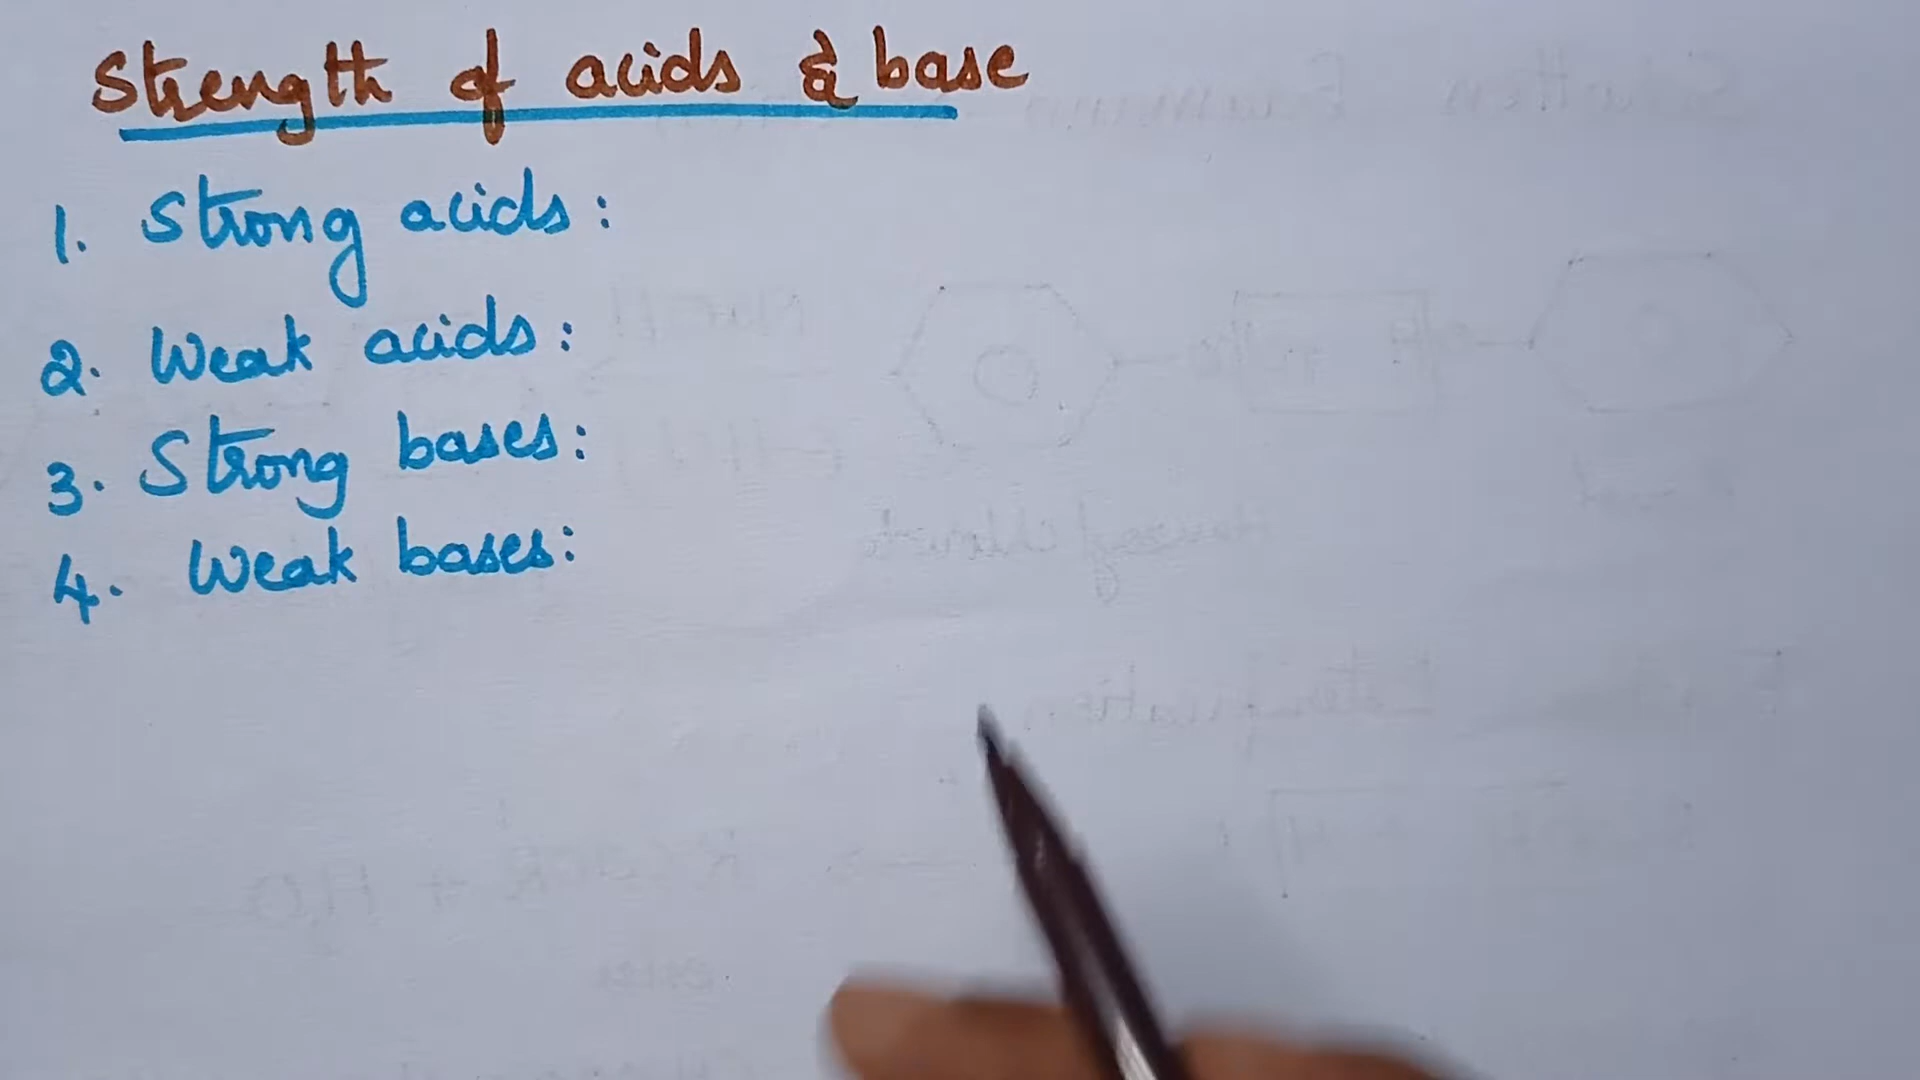 Strength of acids & base
1. Strong acids:
2. Weak acids:
3. Strong bases:
4. Weak bases: